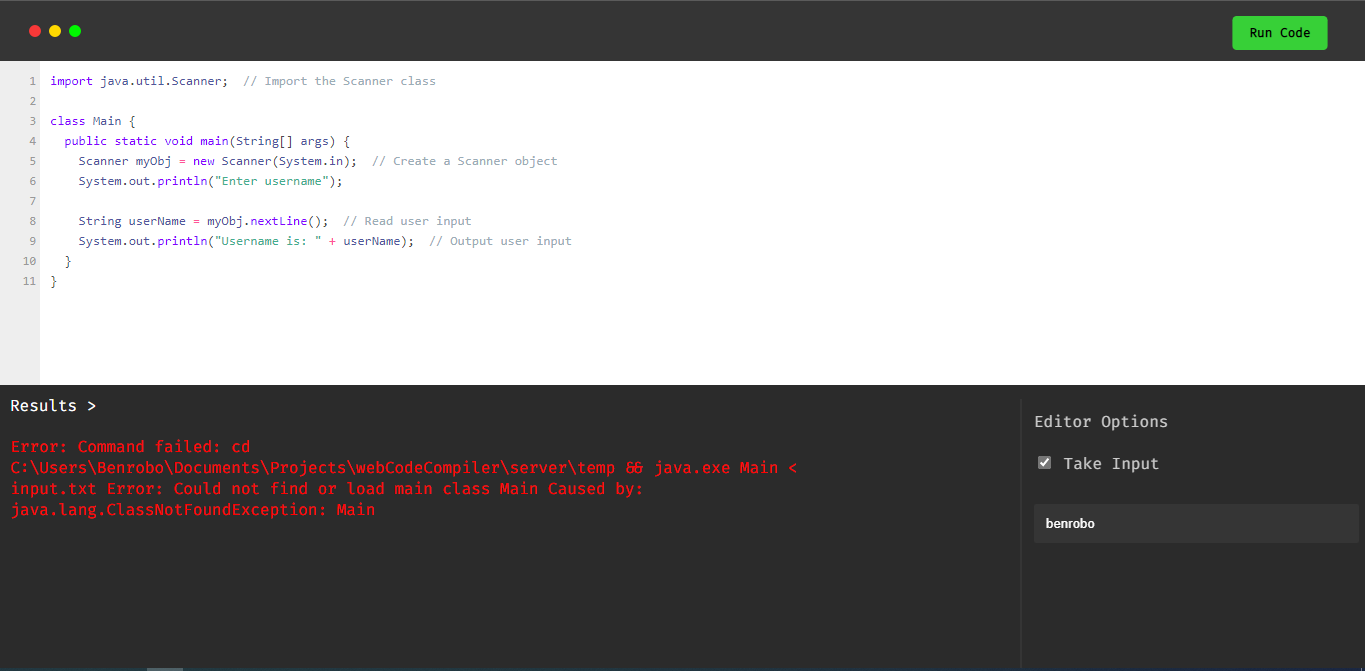 Run Code
1 import java.util.Scanner;  // Import the Scanner class
2
3 class Main {
4   public static void main(String[] args) {
5     Scanner myObj = new Scanner(System.in);  // Create a Scanner object
6     System.out.println("Enter username");
7
8     String userName = myObj.nextLine();  // Read user input
9     System.out.println("Username is: " + userName);  // Output user input
10   }
11 }
Results >
Error: Command failed: cd
C:\Users\Benrobo\Documents\Projects\webCodeCompiler\server\temp && java.exe Main <
input.txt Error: Could not find or load main class Main Caused by:
java.lang.ClassNotFoundException: Main
Editor Options
Take Input
benrobo